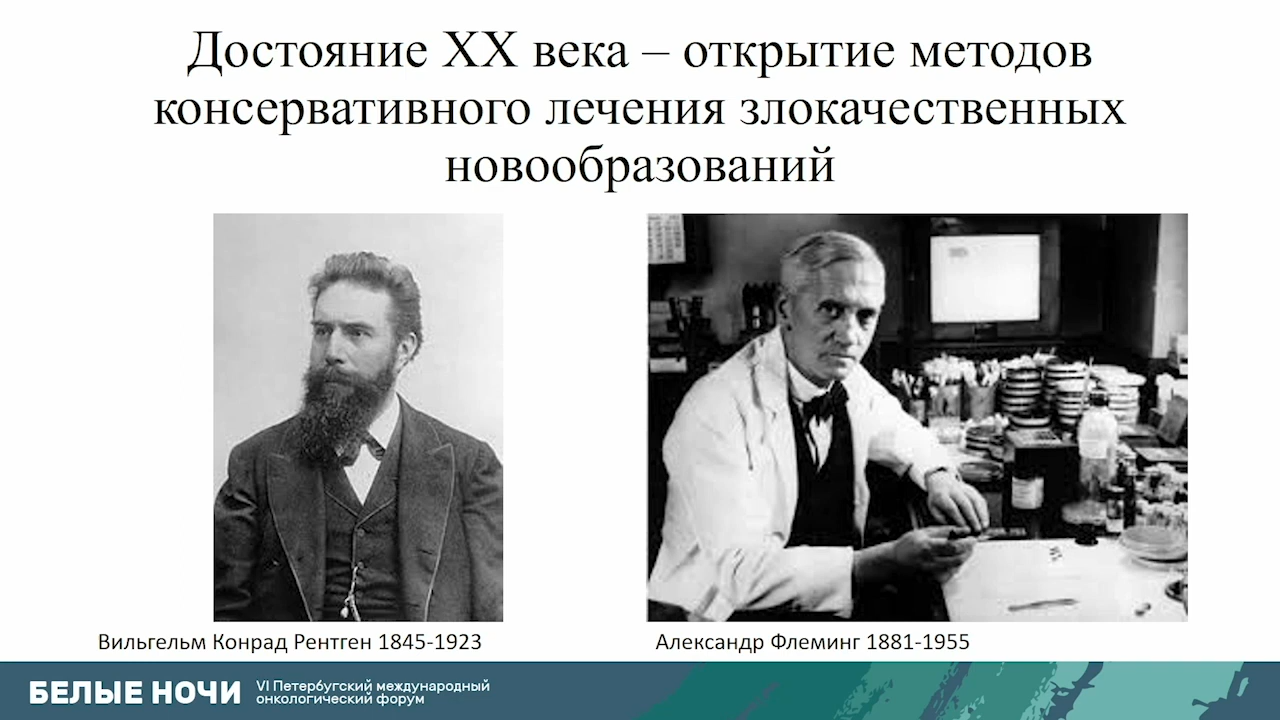 Достояние XX века – открытие методов
консервативного лечения злокачественных
новообразований
Вильгельм Конрад Рентген 1845-1923
Александр Флеминг 1881-1955
БЕЛЫЕ НОЧИ
VI Петербугский международный
онкологический форум